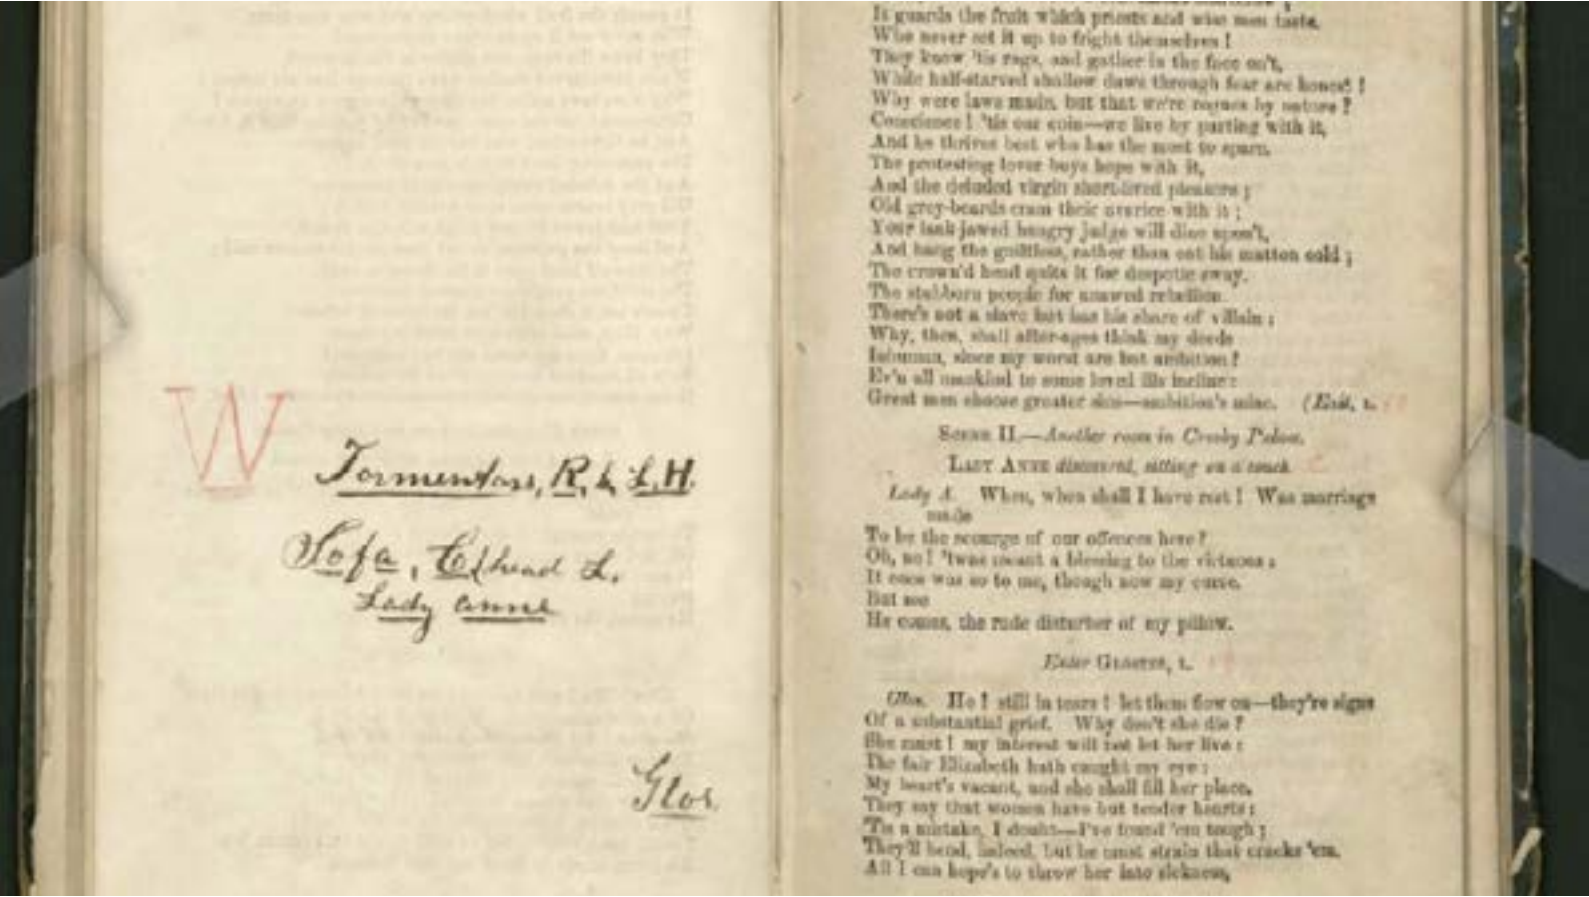 W
Tormentors, R. & L.H.
Sofa, C. head L.
Lady Anne
Glos.
It guards the fruit which priests and wise men taste,
Who never set it up to fright themselves!
They know 'tis rags, and gather in the face on't,
While half-starved shallow daws through fear are honest!
Why were laws made, but that we're rogues by nature?
Conscience! 'tis our coin—we live by parting with it,
And he thrives best who has the most to spare.
The protesting lover buys hope with it,
And the deluded virgin short-lived pleasure;
Old grey-beards cram their avarice with it;
Your lank-jawed hungry judge will dine upon't,
And hang the guiltless, rather than eat his mutton cold;
The crown'd head quits it for despotic sway,
The stubborn people for unawed rebellion.
There's not a slave but has his share of villain;
Why, then, shall after-ages think my deeds
Inhuman, since my worst are but ambition?
Ev'n all mankind to some loved ills incline:
Great men choose greater sins—ambition's mine. (Exit, L.
SCENE II.—Another room in Crosby Palace.
LADY ANNE discovered, sitting on a couch
Lady A. When, when shall I have rest! Was marriage
made
To be the scourge of our offences here?
Oh, no! 'twas meant a blessing to the virtuous;
It once was so to me, though now my curse.
But see
He comes, the rude disturber of my pillow.
Enter GLOSTER, L.
Glos. Ha! still in tears! let them flow on—they're signs
Of a substantial grief. Why don't she die?
She must! my interest will not let her live:
The fair Elizabeth hath caught my eye;
My heart's vacant, and she shall fill her place.
They say that women have but tender hearts:
'Tis a mistake, I doubt—I've found 'em tough;
They'll bend, indeed, but he must strain that cracks 'em.
All I can hope's to throw her into sickness,